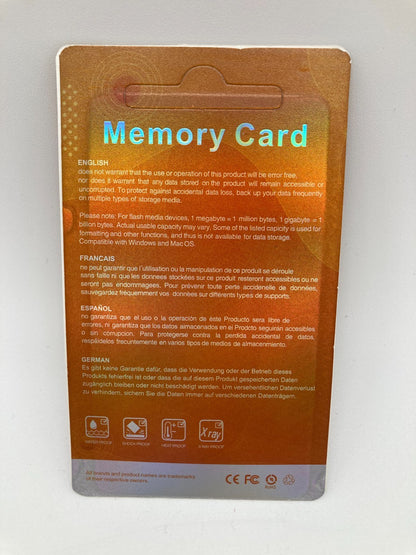 Memory Card
ENGLISH
does not warrant that the use or operation of this product will be error free,
nor does it warrant that any data stored on the product will remain accessible or
uncorrupted. To protect against accidental data loss, back up your data frequently
on multiple types of storage media.
Please note: For flash media devices, 1 megabyte = 1 million bytes, 1 gigabyte = 1
billion bytes. Actual usable capacity may vary. Some of the listed capicity is used for
formatting and other functions, and thus is not available for data storage.
Compatible with Windows and Mac OS.
FRANCAIS
ne peut garantir que l'utilisation ou la manipulation de ce produit se déroule
sans faille ni que les données stockées sur ce produit resteront accessibles ou ne
seront pas endommagees. Pour prévenir toute perte accidentelle de données,
sauvegardez fréquemment vos données sur différents types de supports.
ESPAÑOL
no garantiza que el uso o la operación de éste Producto sera libre de
errores, ni garantiza que los datos almacenados en el Prodcto seguirán accesibles
o sin corrupcion. Para protegerse contra la perdida accidental de datos,
respáldelos frecuntemente en varios tipos de medios de almacenamiento.
GERMAN
Es gibt keine Garantie dafür, dass die Verwendung oder der Betrieb dieses
Produkts fehlerfrei ist oder dass die auf diesem Produkt gespeicherten Daten
zugänglich bleiben oder nicht beschädigt werden. Um versehentlichen Datenverlust
zu verhindern, sichern Sie die Daten immer auf verschiedenen Datenträgern.
X ray
WATER PROOF SHOCK PROOF HEAT PROOF X-RAY PROOF
All brands and product names are trademarks
of their respective owners.
CE FC RoHS